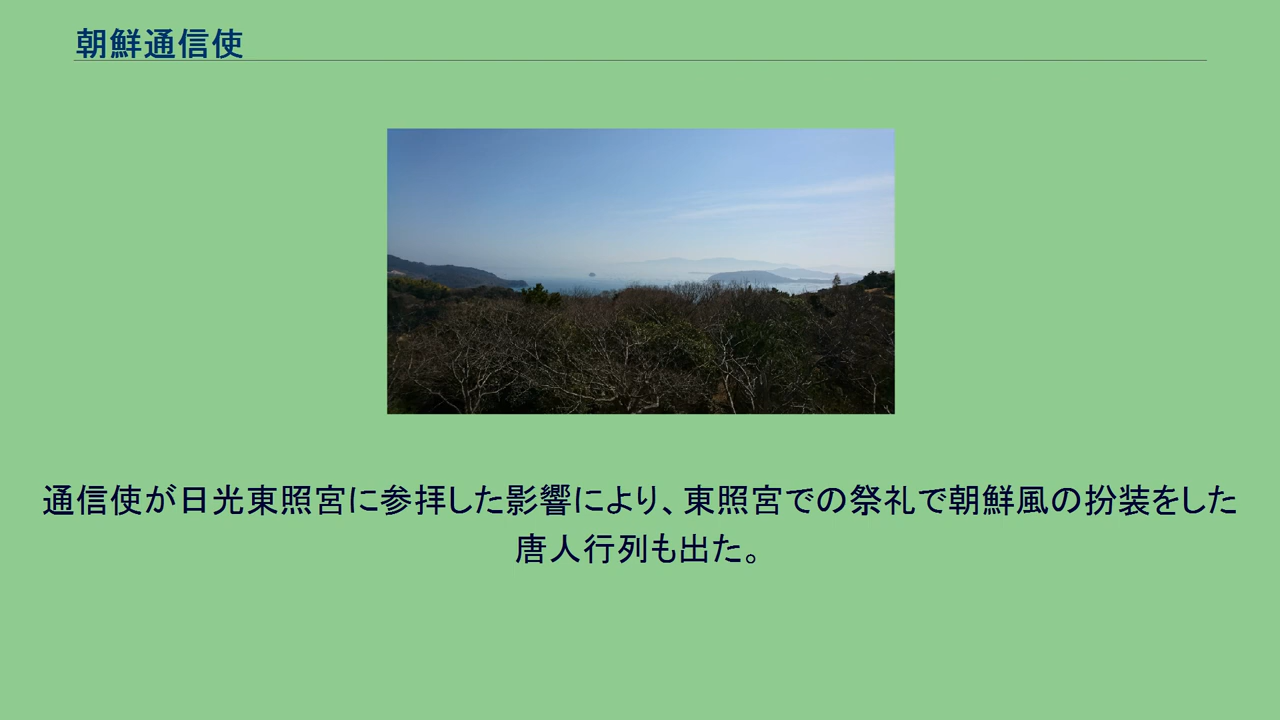 朝鮮通信使
通信使が日光東照宮に参拝した影響により、東照宮での祭礼で朝鮮風の扮装をした
唐人行列も出た。